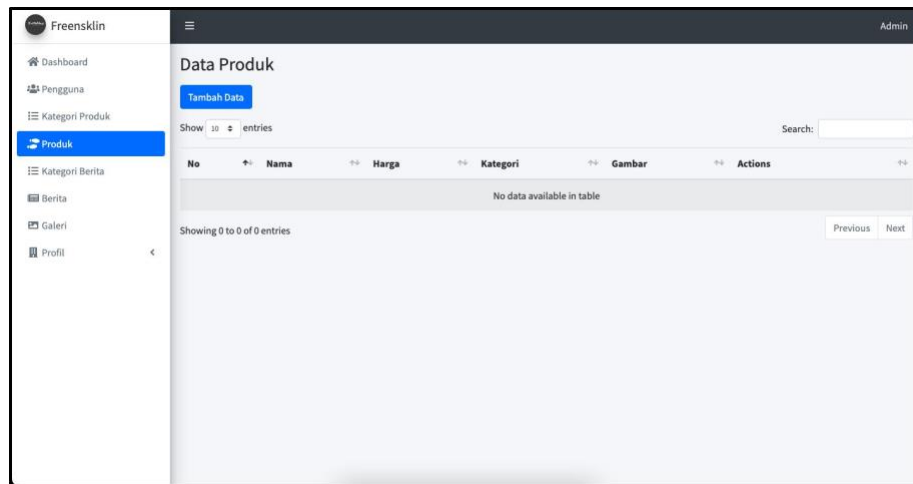 Freensklin
Admin
Dashboard
Pengguna
Kategori Produk
Produk
Kategori Berita
Berita
Galeri
Profil
Data Produk
Tambah Data
Show 10 entries
Search:
No Nama Harga Kategori Gambar Actions
No data available in table
Showing 0 to 0 of 0 entries
Previous Next